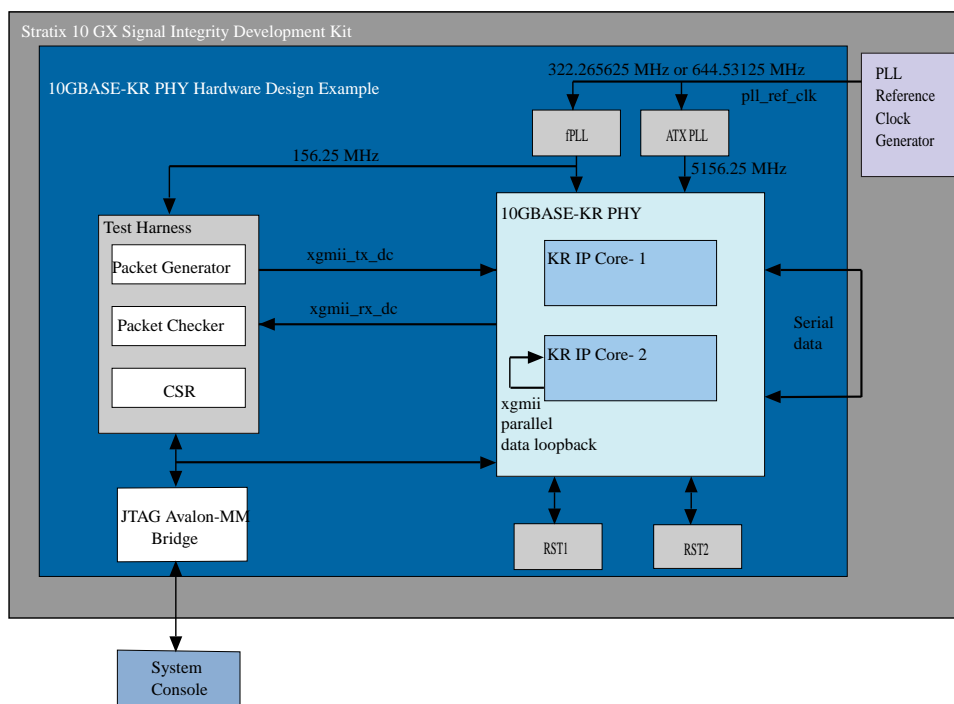 Stratix 10 GX Signal Integrity Development Kit
10GBASE-KR PHY Hardware Design Example
322.265625 MHz or 644.53125 MHz
pll_ref_clk
PLL
Reference
Clock
Generator
fPLL
ATX PLL
156.25 MHz
5156.25 MHz
Test Harness
Packet Generator
Packet Checker
CSR
xgmii_tx_dc
xgmii_rx_dc
10GBASE-KR PHY
KR IP Core- 1
KR IP Core- 2
xgmii
parallel
data loopback
Serial
data
JTAG Avalon-MM
Bridge
RST1
RST2
System
Console